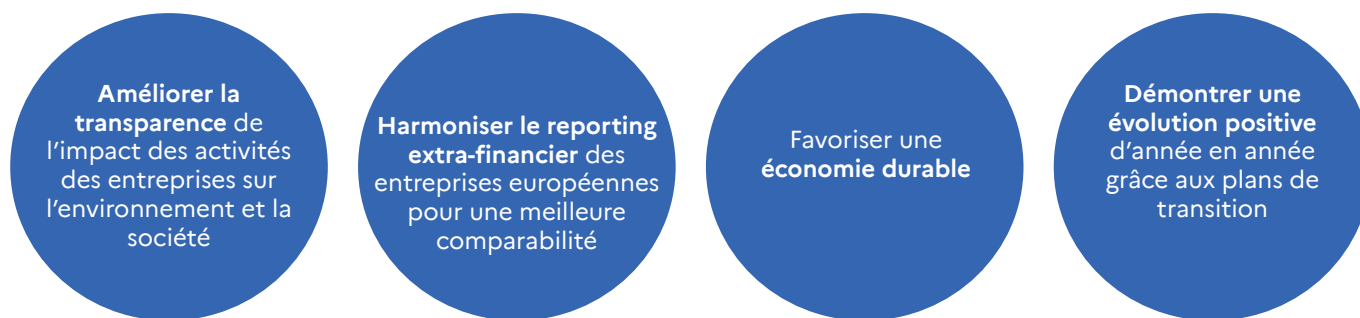 Améliorer la
transparence de
l'impact des activités
des entreprises sur
l'environnement et la
société
Harmoniser le reporting
extra-financier des
entreprises européennes
pour une meilleure
comparabilité
Favoriser une
économie durable
Démontrer une
évolution positive
d'année en année
grâce aux plans de
transition